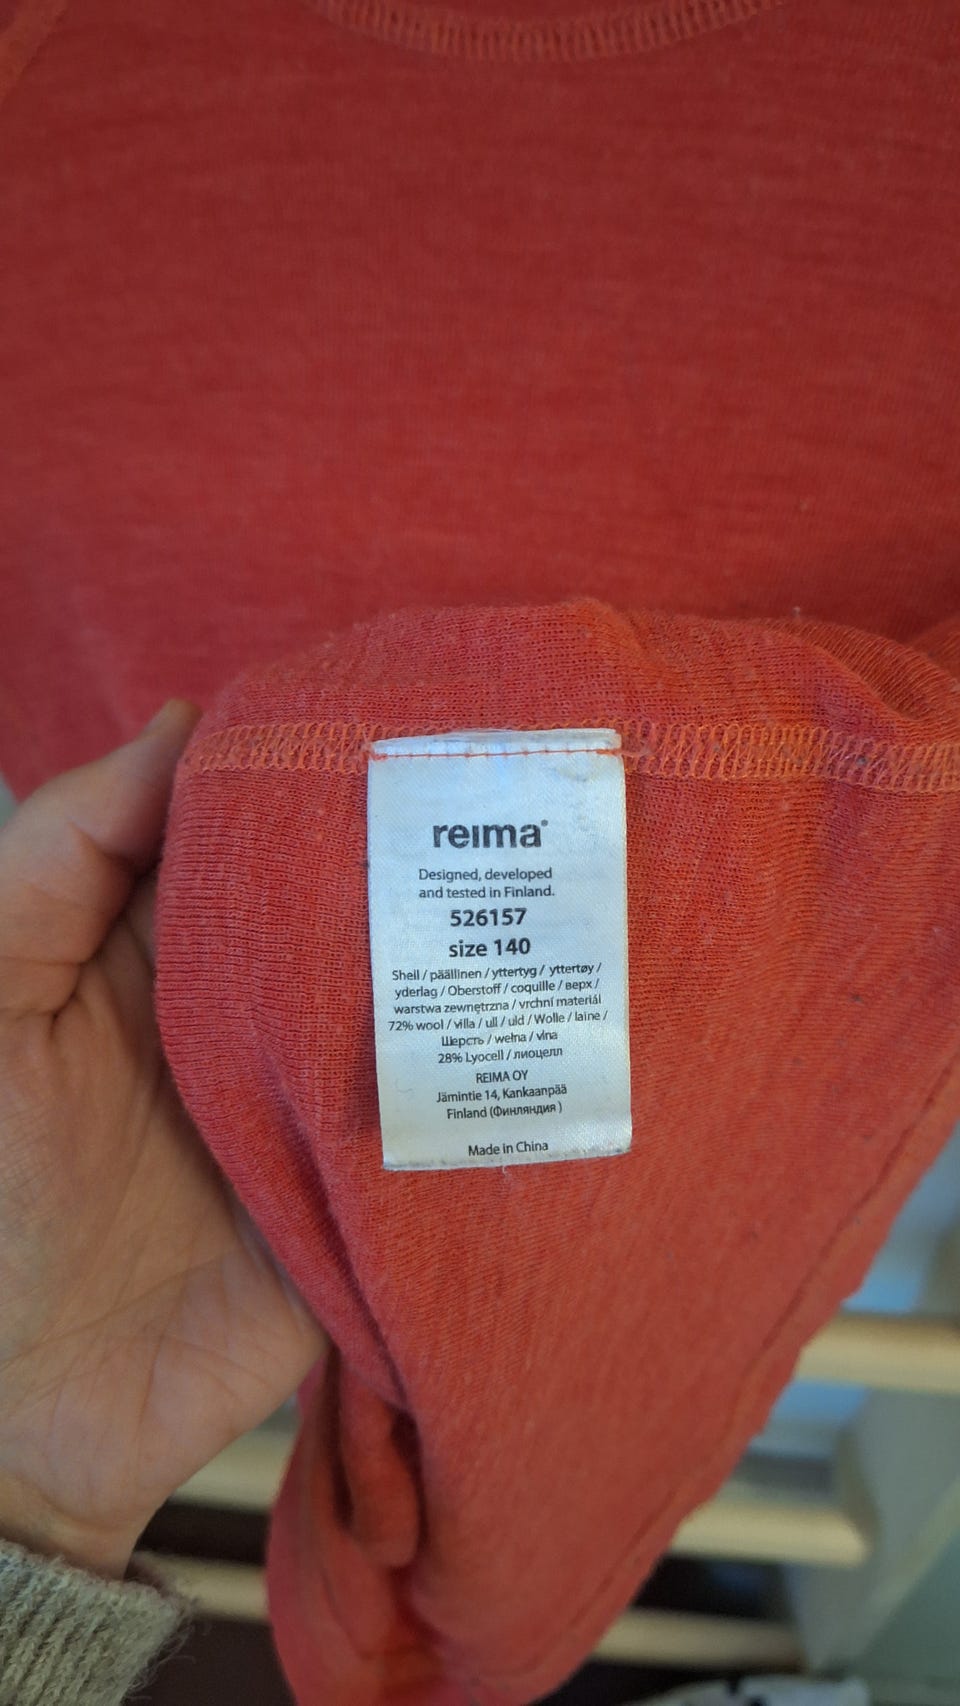 reima®
Designed, developed
and tested in Finland.
526157
size 140
Shell / päällinen / yttertyg / yttertøy /
yderlag / Oberstoff / coquille / верх /
warstwa zewnętrzna / vrchní materiál
72% wool / villa / ull / uld / Wolle / laine /
Шерсть / wełna / vlna
28% Lyocell / лиоцелл
REIMA OY
Jämintie 14, Kankaanpää
Finland (Финляндия )
Made in China